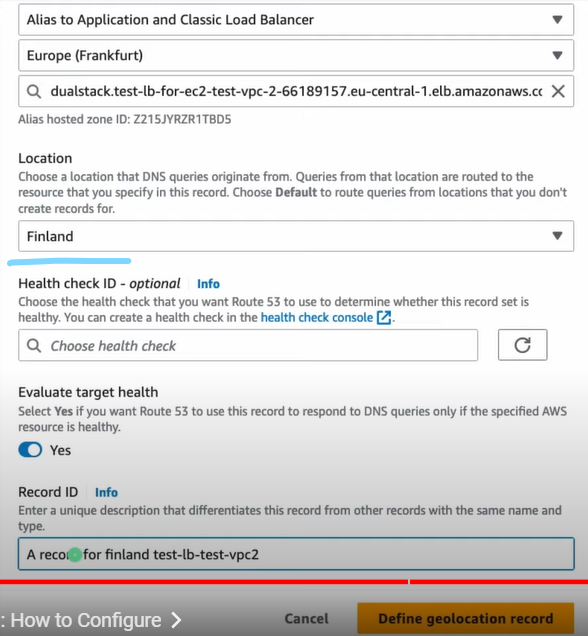 Alias to Application and Classic Load Balancer
Europe (Frankfurt)
dualstack.test-lb-for-ec2-test-vpc-2-66189157.eu-central-1.elb.amazonaws.cc
Alias hosted zone ID: Z215JYRZR1TBD5
Location
Choose a location that DNS queries originate from. Queries from that location are routed to the
resource that you specify in this record. Choose Default to route queries from locations that you don't
create records for.
Finland
Health check ID - optional Info
Choose the health check that you want Route 53 to use to determine whether this record set is
healthy. You can create a health check in the health check console.
Choose health check
Evaluate target health
Select Yes if you want Route 53 to use this record to respond to DNS queries only if the specified AWS
resource is healthy.
Yes
Record ID Info
Enter a unique description that differentiates this record from other records with the same name and
type.
A record for finland test-lb-test-vpc2
: How to Configure
Cancel Define geolocation record